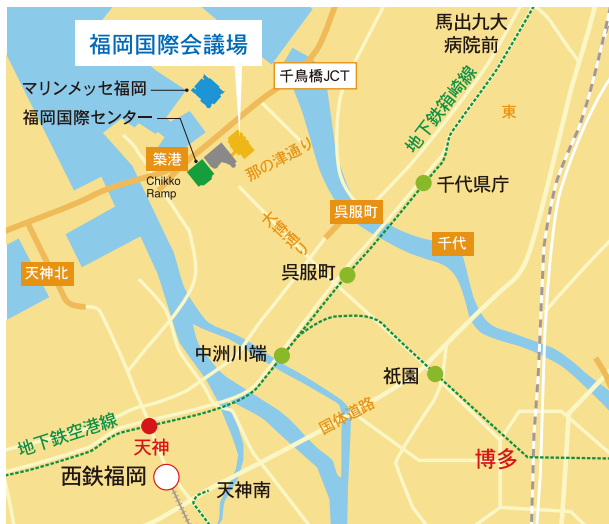 馬出九大
病院前
福岡国際会議場
千鳥橋JCT
マリンメッセ福岡
地下鉄箱崎線
福岡国際センター
東
築港
那の津通り
Chikko
Ramp
千代県庁
呉服町
大博通り
千代
天神北
呉服町
中洲川端
祇園
国体道路
地下鉄空港線
天神
博多
西鉄福岡
天神南